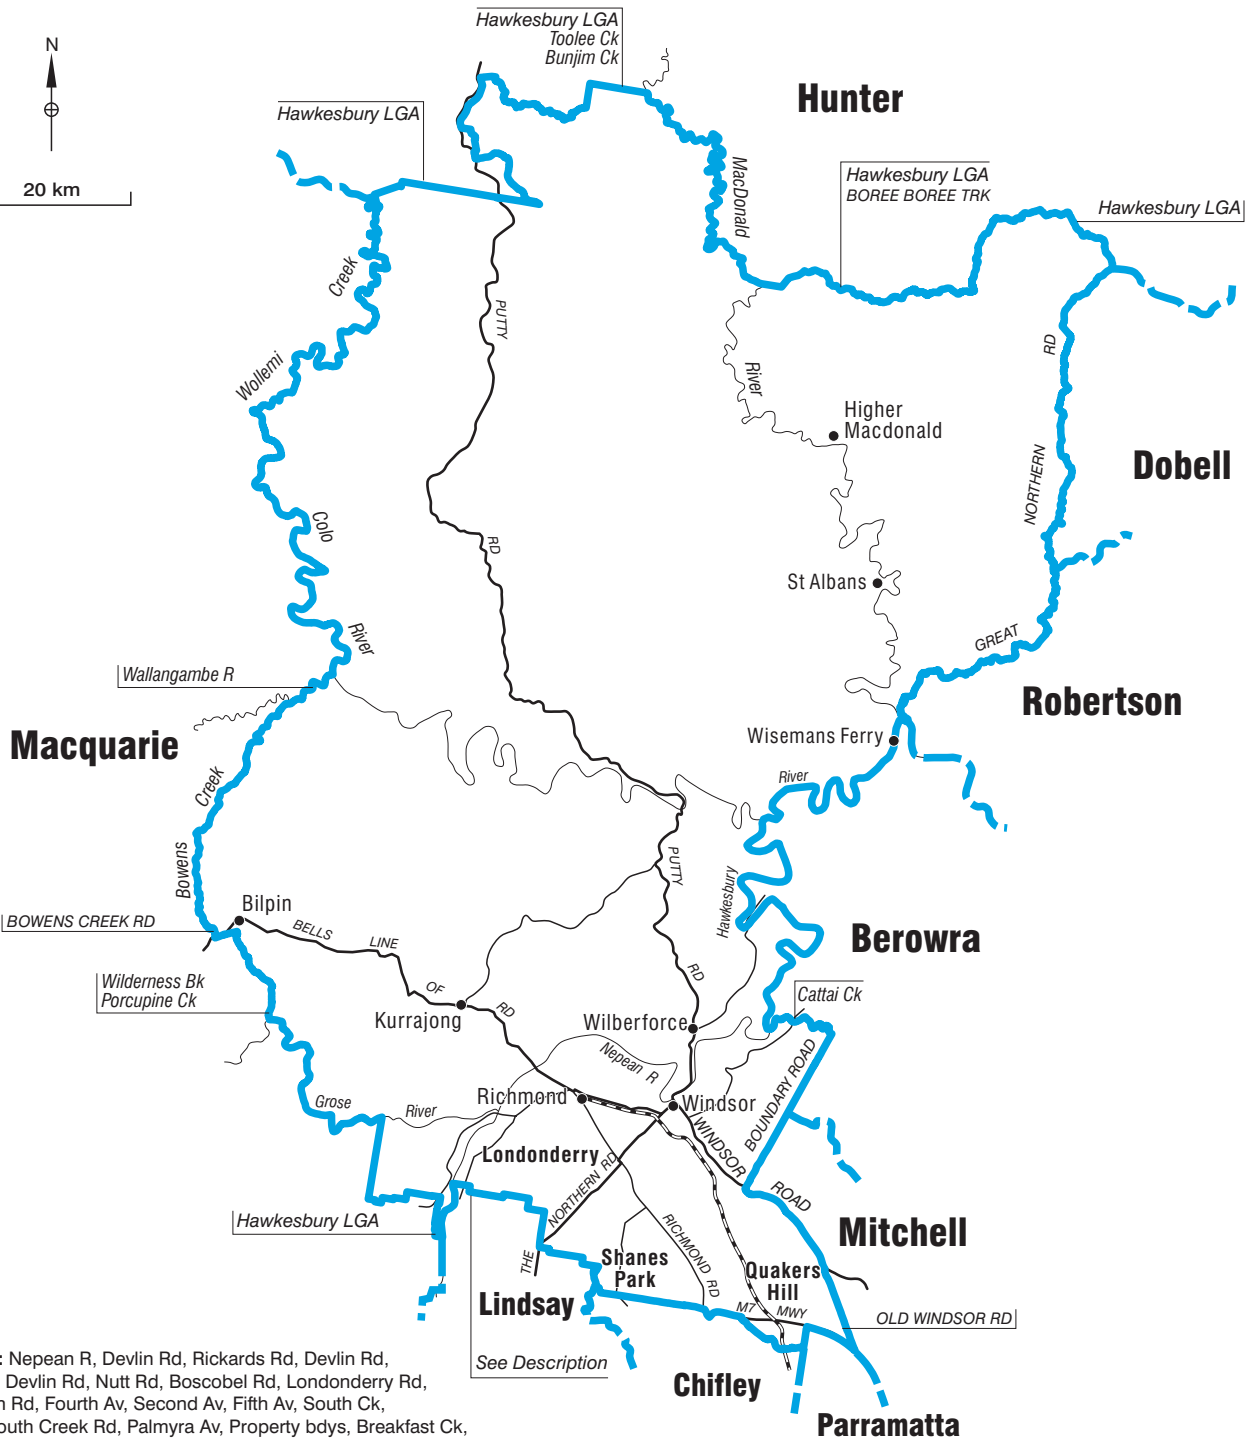 Hawkesbury LGA
Toolee Ck
Bunjim Ck
N
Hunter
Hawkesbury LGA
20 km
MacDonald
Hawkesbury LGA
BOREE BOREE TRK
Hawkesbury LGA
Creek
PUTTY
RD
Wollemi
River
Higher
Macdonald
Dobell
NORTHERN
Colo
RD
St Albans
River
GREAT
Wallangambe R
Robertson
Macquarie
Wisemans Ferry
Creek
River
Bowens
PUTTY
Hawkesbury
Bilpin
BOWENS CREEK RD
BELLS
LINE
Berowra
Wilderness Bk
Porcupine Ck
OF
RD
RD
Cattai Ck
Kurrajong
Wilberforce
Nepean R
BOUNDARY ROAD
Grose
River
Richmond
Windsor
WINDSOR
Londonderry
NORTHERN RD
ROAD
Hawkesbury LGA
RICHMOND RD
Mitchell
THE
Shanes
Park
Quakers
Hill
Lindsay
M7
MWY
OLD WINDSOR RD
See Description
: Nepean R, Devlin Rd, Rickards Rd, Devlin Rd,
Devlin Rd, Nutt Rd, Boscobel Rd, Londonderry Rd,
Rd, Fourth Av, Second Av, Fifth Av, South Ck,
outh Creek Rd, Palmyra Av, Property bdys, Breakfast Ck,
Chifley
Parramatta